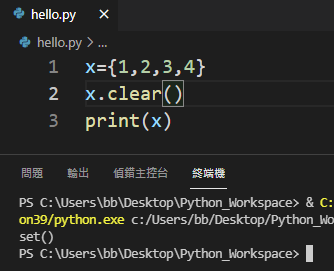 hello.py
hello.py > ...
1 x={1,2,3,4}
2 x.clear()
3 print(x)
問題 輸出 偵錯主控台 終端機
PS C:\Users\bb\Desktop\Python_Workspace> & C:
on39/python.exe c:/Users/bb/Desktop/Python_Wo
set()
PS C:\Users\bb\Desktop\Python_Workspace>